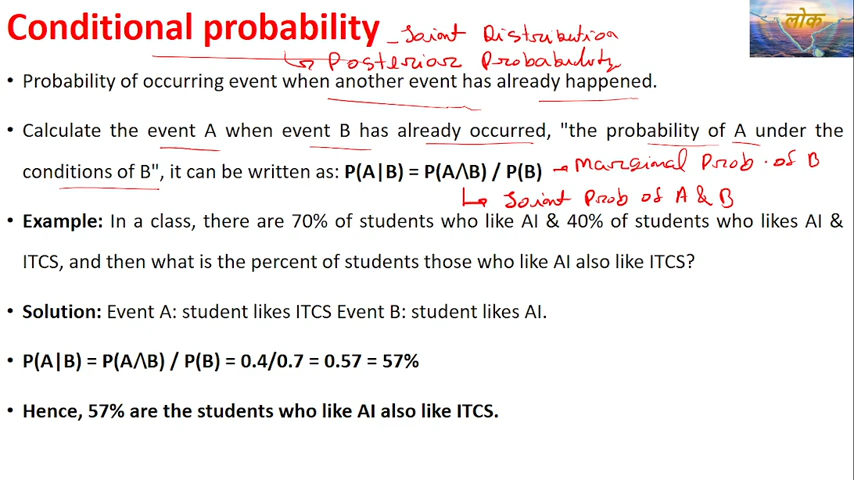 Conditional probability - Joint Distribution
↳ Posterior Probability
• Probability of occurring event when another event has already happened.
• Calculate the event A when event B has already occurred, "the probability of A under the
conditions of B", it can be written as: P(A|B) = P(A⋀B) / P(B) → Marginal Prob. of B
↳ Joint Prob of A & B
• Example: In a class, there are 70% of students who like AI & 40% of students who likes AI &
ITCS, and then what is the percent of students those who like AI also like ITCS?
• Solution: Event A: student likes ITCS Event B: student likes AI.
• P(A|B) = P(A⋀B) / P(B) = 0.4/0.7 = 0.57 = 57%
• Hence, 57% are the students who like AI also like ITCS.
लोक